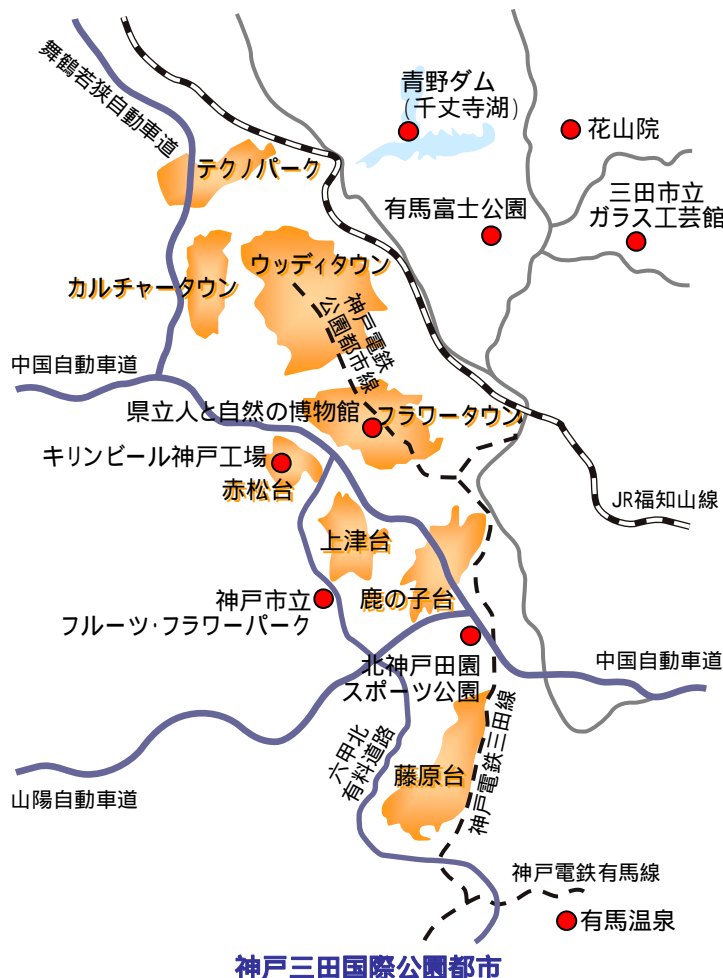 舞鶴若狭自動車道
青野ダム
(千丈寺湖)
花山院
テクノパーク
三田市立
ガラス工芸館
有馬富士公園
ウッディタウン
カルチャータウン
神戸電鉄
公園都市線
中国自動車道
県立人と自然の博物館
フラワータウン
キリンビール神戸工場
赤松台
JR福知山線
上津台
鹿の子台
神戸市立
フルーツ・フラワーパーク
北神戸田園
スポーツ公園
中国自動車道
六甲北
有料道路
神戸電鉄三田線
藤原台
山陽自動車道
神戸電鉄有馬線
有馬温泉
神戸三田国際公園都市